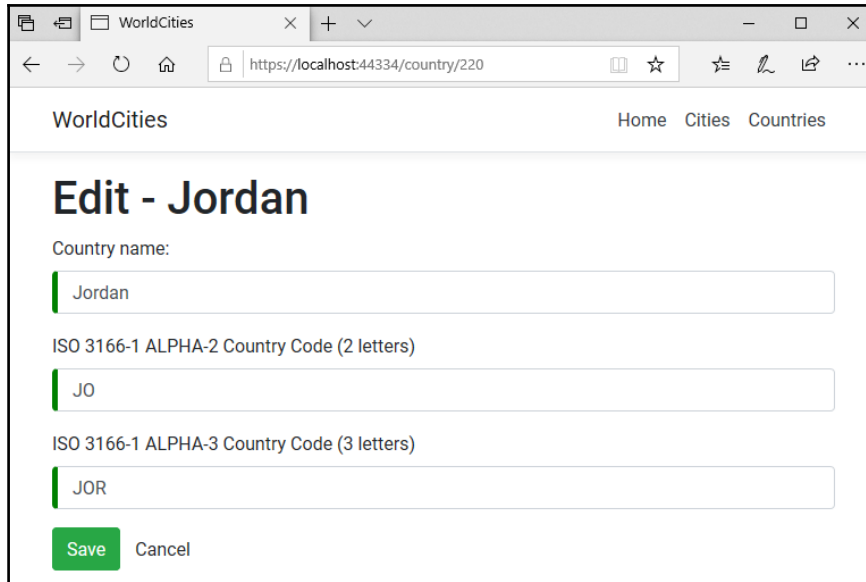 WorldCities
https://localhost:44334/country/220
WorldCities Home Cities Countries
Edit - Jordan
Country name:
Jordan
ISO 3166-1 ALPHA-2 Country Code (2 letters)
JO
ISO 3166-1 ALPHA-3 Country Code (3 letters)
JOR
Save Cancel